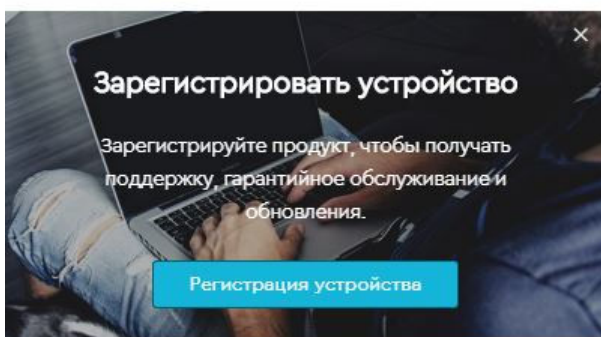 Зарегистрировать устройство
Зарегистрируйте продукт, чтобы получать
поддержку, гарантийное обслуживание и
обновления.
Регистрация устройства